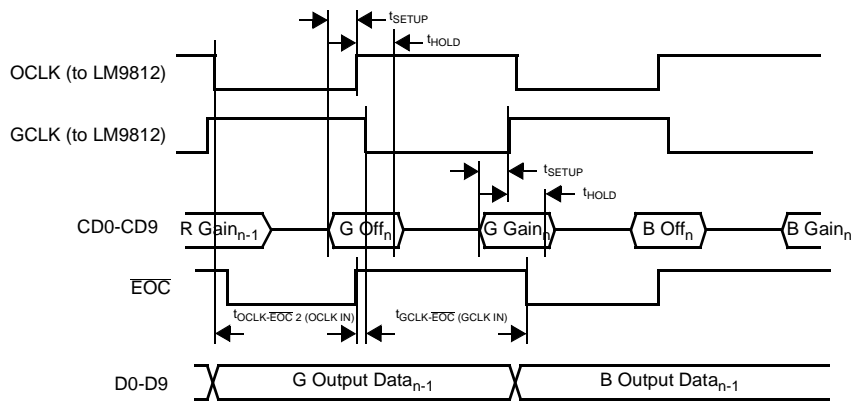 tSETUP
tHOLD
OCLK (to LM9812)
GCLK (to LM9812)
tSETUP
tHOLD
CD0-CD9 R Gainn-1 G Offn G Gainn B Offn B Gainn
EOC
tOCLK-EOC 2 (OCLK IN) tGCLK-EOC (GCLK IN)
D0-D9 G Output Datan-1 B Output Datan-1